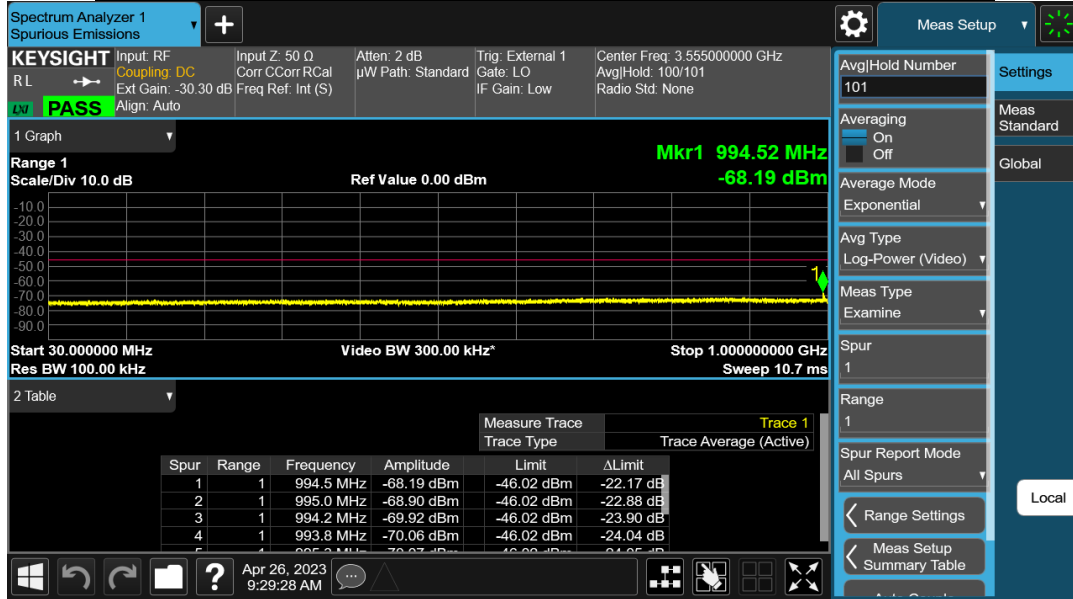 Spectrum Analyzer 1
Spurious Emissions
+
Meas Setup
KEYSIGHT
RL
LXI PASS
Input: RF
Coupling: DC
Ext Gain: -30.30 dB
Align: Auto
Input Z: 50 Ω
Corr CCorr RCal
Freq Ref: Int (S)
Atten: 2 dB
µW Path: Standard
Trig: External 1
Gate: LO
IF Gain: Low
Center Freq: 3.555000000 GHz
Avg|Hold: 100/101
Radio Std: None
1 Graph
Range 1
Scale/Div 10.0 dB
Ref Value 0.00 dBm
Mkr1 994.52 MHz
-68.19 dBm
-10.0
-20.0
-30.0
-40.0
-50.0
-60.0
-70.0
-80.0
-90.0
1
Start 30.000000 MHz
Video BW 300.00 kHz*
Stop 1.000000000 GHz
Res BW 100.00 kHz
Sweep 10.7 ms
2 Table
Measure Trace Trace 1
Trace Type Trace Average (Active)
Spur Range Frequency Amplitude Limit ΔLimit
1 1 994.5 MHz -68.19 dBm -46.02 dBm -22.17 dB
2 1 995.0 MHz -68.90 dBm -46.02 dBm -22.88 dB
3 1 994.2 MHz -69.92 dBm -46.02 dBm -23.90 dB
4 1 993.8 MHz -70.06 dBm -46.02 dBm -24.04 dB
?
Apr 26, 2023
9:29:28 AM
Avg|Hold Number
101
Averaging
On
Off
Average Mode
Exponential
Avg Type
Log-Power (Video)
Meas Type
Examine
Spur
1
Range
1
Spur Report Mode
All Spurs
Range Settings
Meas Setup
Summary Table
Settings
Meas
Standard
Global
Local